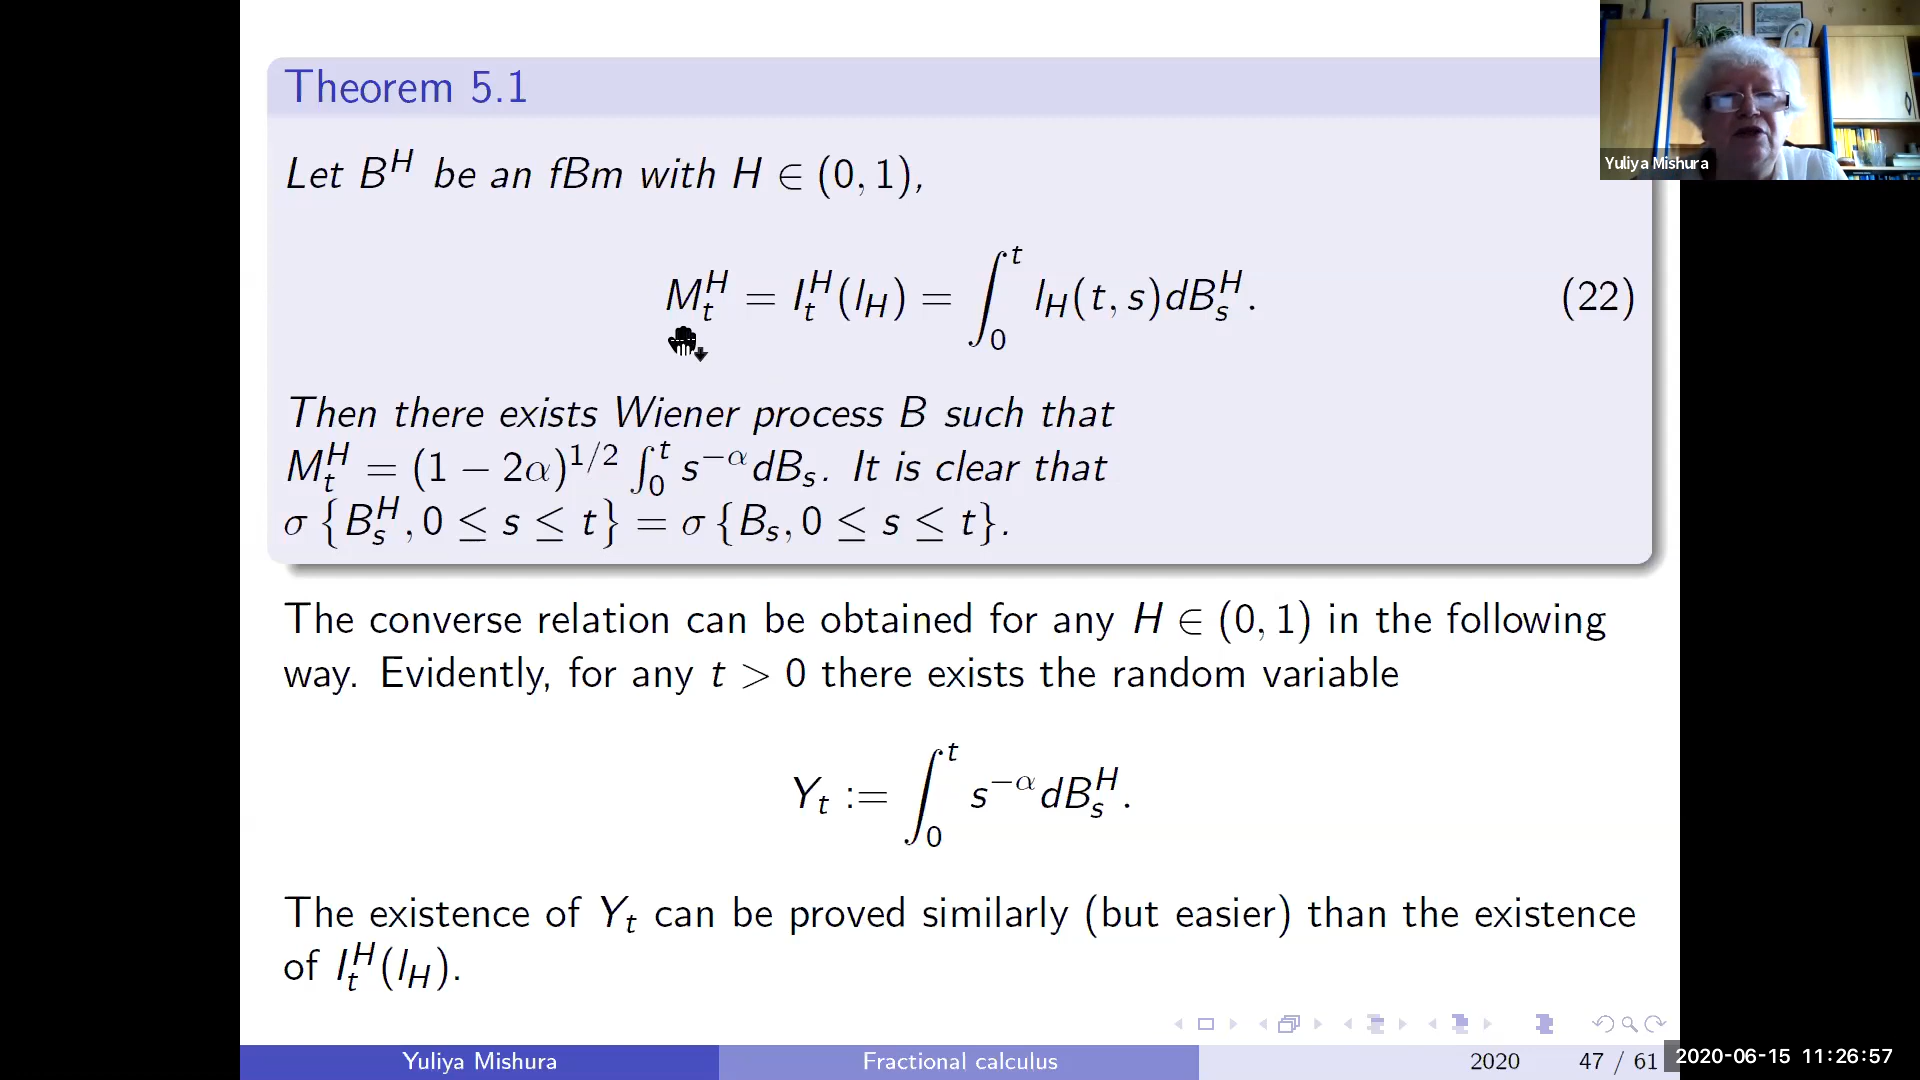 Theorem 5.1
Yuliya Mishura
Let B^H be an fBm with H ∈ (0, 1),
M_t^H = I_t^H(l_H) = ∫_0^t l_H(t, s)dB_s^H. (22)
Then there exists Wiener process B such that
M_t^H = (1 − 2α)^{1/2} ∫_0^t s^{−α}dB_s. It is clear that
σ {B_s^H, 0 ≤ s ≤ t} = σ {B_s, 0 ≤ s ≤ t}.
The converse relation can be obtained for any H ∈ (0, 1) in the following
way. Evidently, for any t > 0 there exists the random variable
Y_t := ∫_0^t s^{−α}dB_s^H.
The existence of Y_t can be proved similarly (but easier) than the existence
of I_t^H(l_H).
Yuliya Mishura Fractional calculus 2020 47 / 61
2020-06-15 11:26:57